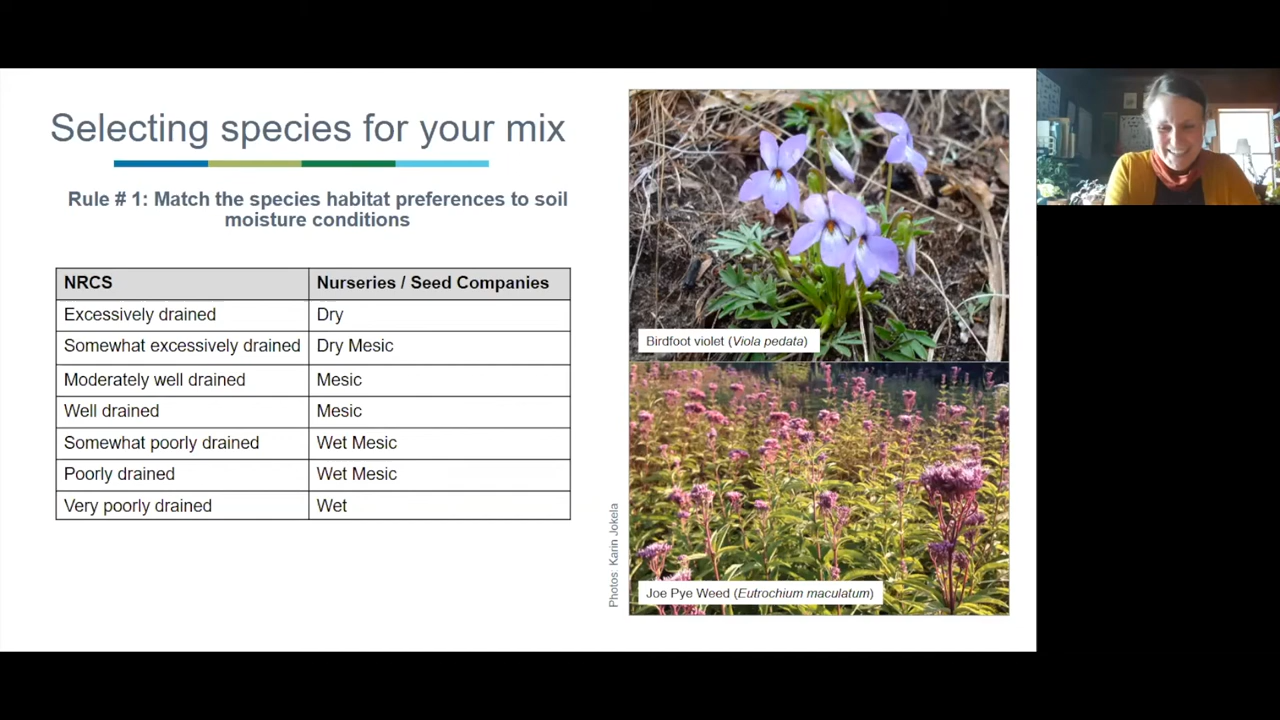 Selecting species for your mix
Rule # 1: Match the species habitat preferences to soil
moisture conditions
NRCS Nurseries / Seed Companies
Excessively drained Dry
Somewhat excessively drained Dry Mesic
Moderately well drained Mesic
Well drained Mesic
Somewhat poorly drained Wet Mesic
Poorly drained Wet Mesic
Very poorly drained Wet
Birdfoot violet (Viola pedata)
Joe Pye Weed (Eutrochium maculatum)
Photos: Karin Jokela